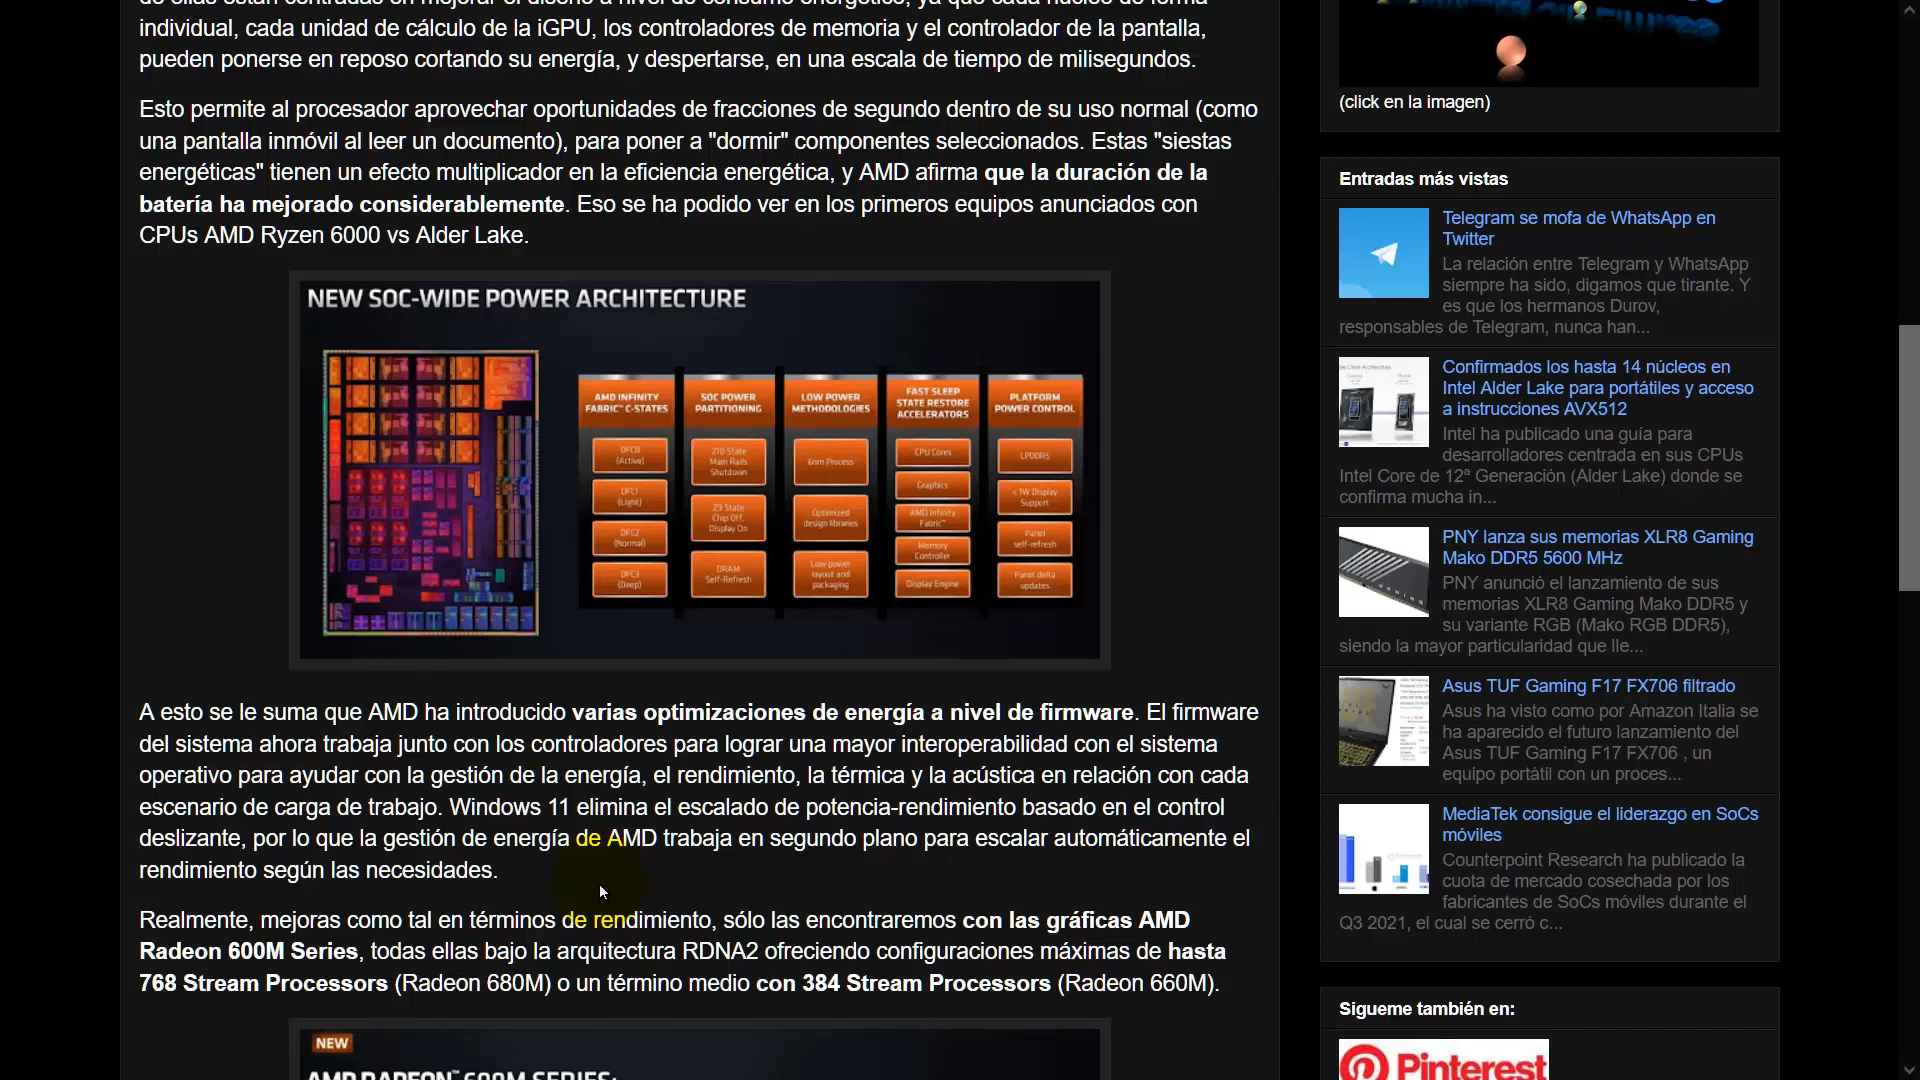 individual, cada unidad de cálculo de la iGPU, los controladores de memoria y el controlador de la pantalla,
pueden ponerse en reposo cortando su energía, y despertarse, en una escala de tiempo de milisegundos.
Esto permite al procesador aprovechar oportunidades de fracciones de segundo dentro de su uso normal (como
una pantalla inmóvil al leer un documento), para poner a "dormir" componentes seleccionados. Estas "siestas
energéticas" tienen un efecto multiplicador en la eficiencia energética, y AMD afirma que la duración de la
batería ha mejorado considerablemente. Eso se ha podido ver en los primeros equipos anunciados con
CPUs AMD Ryzen 6000 vs Alder Lake.
NEW SOC-WIDE POWER ARCHITECTURE
AMD INFINITY
FABRIC™ C-STATES
DFC0
(Active)
DFC1
(Light)
DFC2
(Normal)
DFC3
(Deep)
SOC POWER
PARTITIONING
Z10 State
Main Rails
Shutdown
Z9 State
Chip Off,
Display On
DRAM
Self-Refresh
LOW POWER
METHODOLOGIES
6nm Process
Optimized
design libraries
Low-power
layout and
packaging
FAST SLEEP
STATE RESTORE
ACCELERATORS
CPU Cores
Graphics
AMD Infinity
Fabric™
Memory
Controller
Display Engine
PLATFORM
POWER CONTROL
LPDDR5
<1W Display
Support
Panel
self-refresh
Panel delta
updates
A esto se le suma que AMD ha introducido varias optimizaciones de energía a nivel de firmware. El firmware
del sistema ahora trabaja junto con los controladores para lograr una mayor interoperabilidad con el sistema
operativo para ayudar con la gestión de la energía, el rendimiento, la térmica y la acústica en relación con cada
escenario de carga de trabajo. Windows 11 elimina el escalado de potencia-rendimiento basado en el control
deslizante, por lo que la gestión de energía de AMD trabaja en segundo plano para escalar automáticamente el
rendimiento según las necesidades.
Realmente, mejoras como tal en términos de rendimiento, sólo las encontraremos con las gráficas AMD
Radeon 600M Series, todas ellas bajo la arquitectura RDNA2 ofreciendo configuraciones máximas de hasta
768 Stream Processors (Radeon 680M) o un término medio con 384 Stream Processors (Radeon 660M).
NEW
AMD RADEON™ 600M SERIES:
(click en la imagen)
Entradas más vistas
Telegram se mofa de WhatsApp en
Twitter
La relación entre Telegram y WhatsApp
siempre ha sido, digamos que tirante. Y
es que los hermanos Durov,
responsables de Telegram, nunca han...
Confirmados los hasta 14 núcleos en
Intel Alder Lake para portátiles y acceso
a instrucciones AVX512
Intel ha publicado una guía para
desarrolladores centrada en sus CPUs
Intel Core de 12ª Generación (Alder Lake) donde se
confirma mucha in...
PNY lanza sus memorias XLR8 Gaming
Mako DDR5 5600 MHz
PNY anunció el lanzamiento de sus
memorias XLR8 Gaming Mako DDR5 y
su variante RGB (Mako RGB DDR5),
siendo la mayor particularidad que lle...
Asus TUF Gaming F17 FX706 filtrado
Asus ha visto como por Amazon Italia se
ha aparecido el futuro lanzamiento del
Asus TUF Gaming F17 FX706 , un
equipo portátil con un proces...
MediaTek consigue el liderazgo en SoCs
móviles
Counterpoint Research ha publicado la
cuota de mercado cosechada por los
fabricantes de SoCs móviles durante el
Q3 2021, el cual se cerró c...
Sigueme también en:
Pinterest